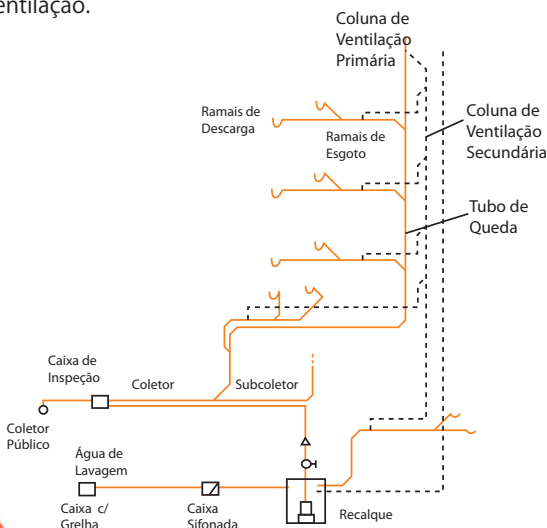 entilação.
Coluna de
Ventilação
Primária
Ramais de
Descarga
Ramais de
Esgoto
Coluna de
Ventilação
Secundária
Tubo de
Queda
Caixa de
Inspeção
Coletor
Subcoletor
Coletor
Público
Água de
Lavagem
Caixa c/
Grelha
Caixa
Sifonada
Recalque